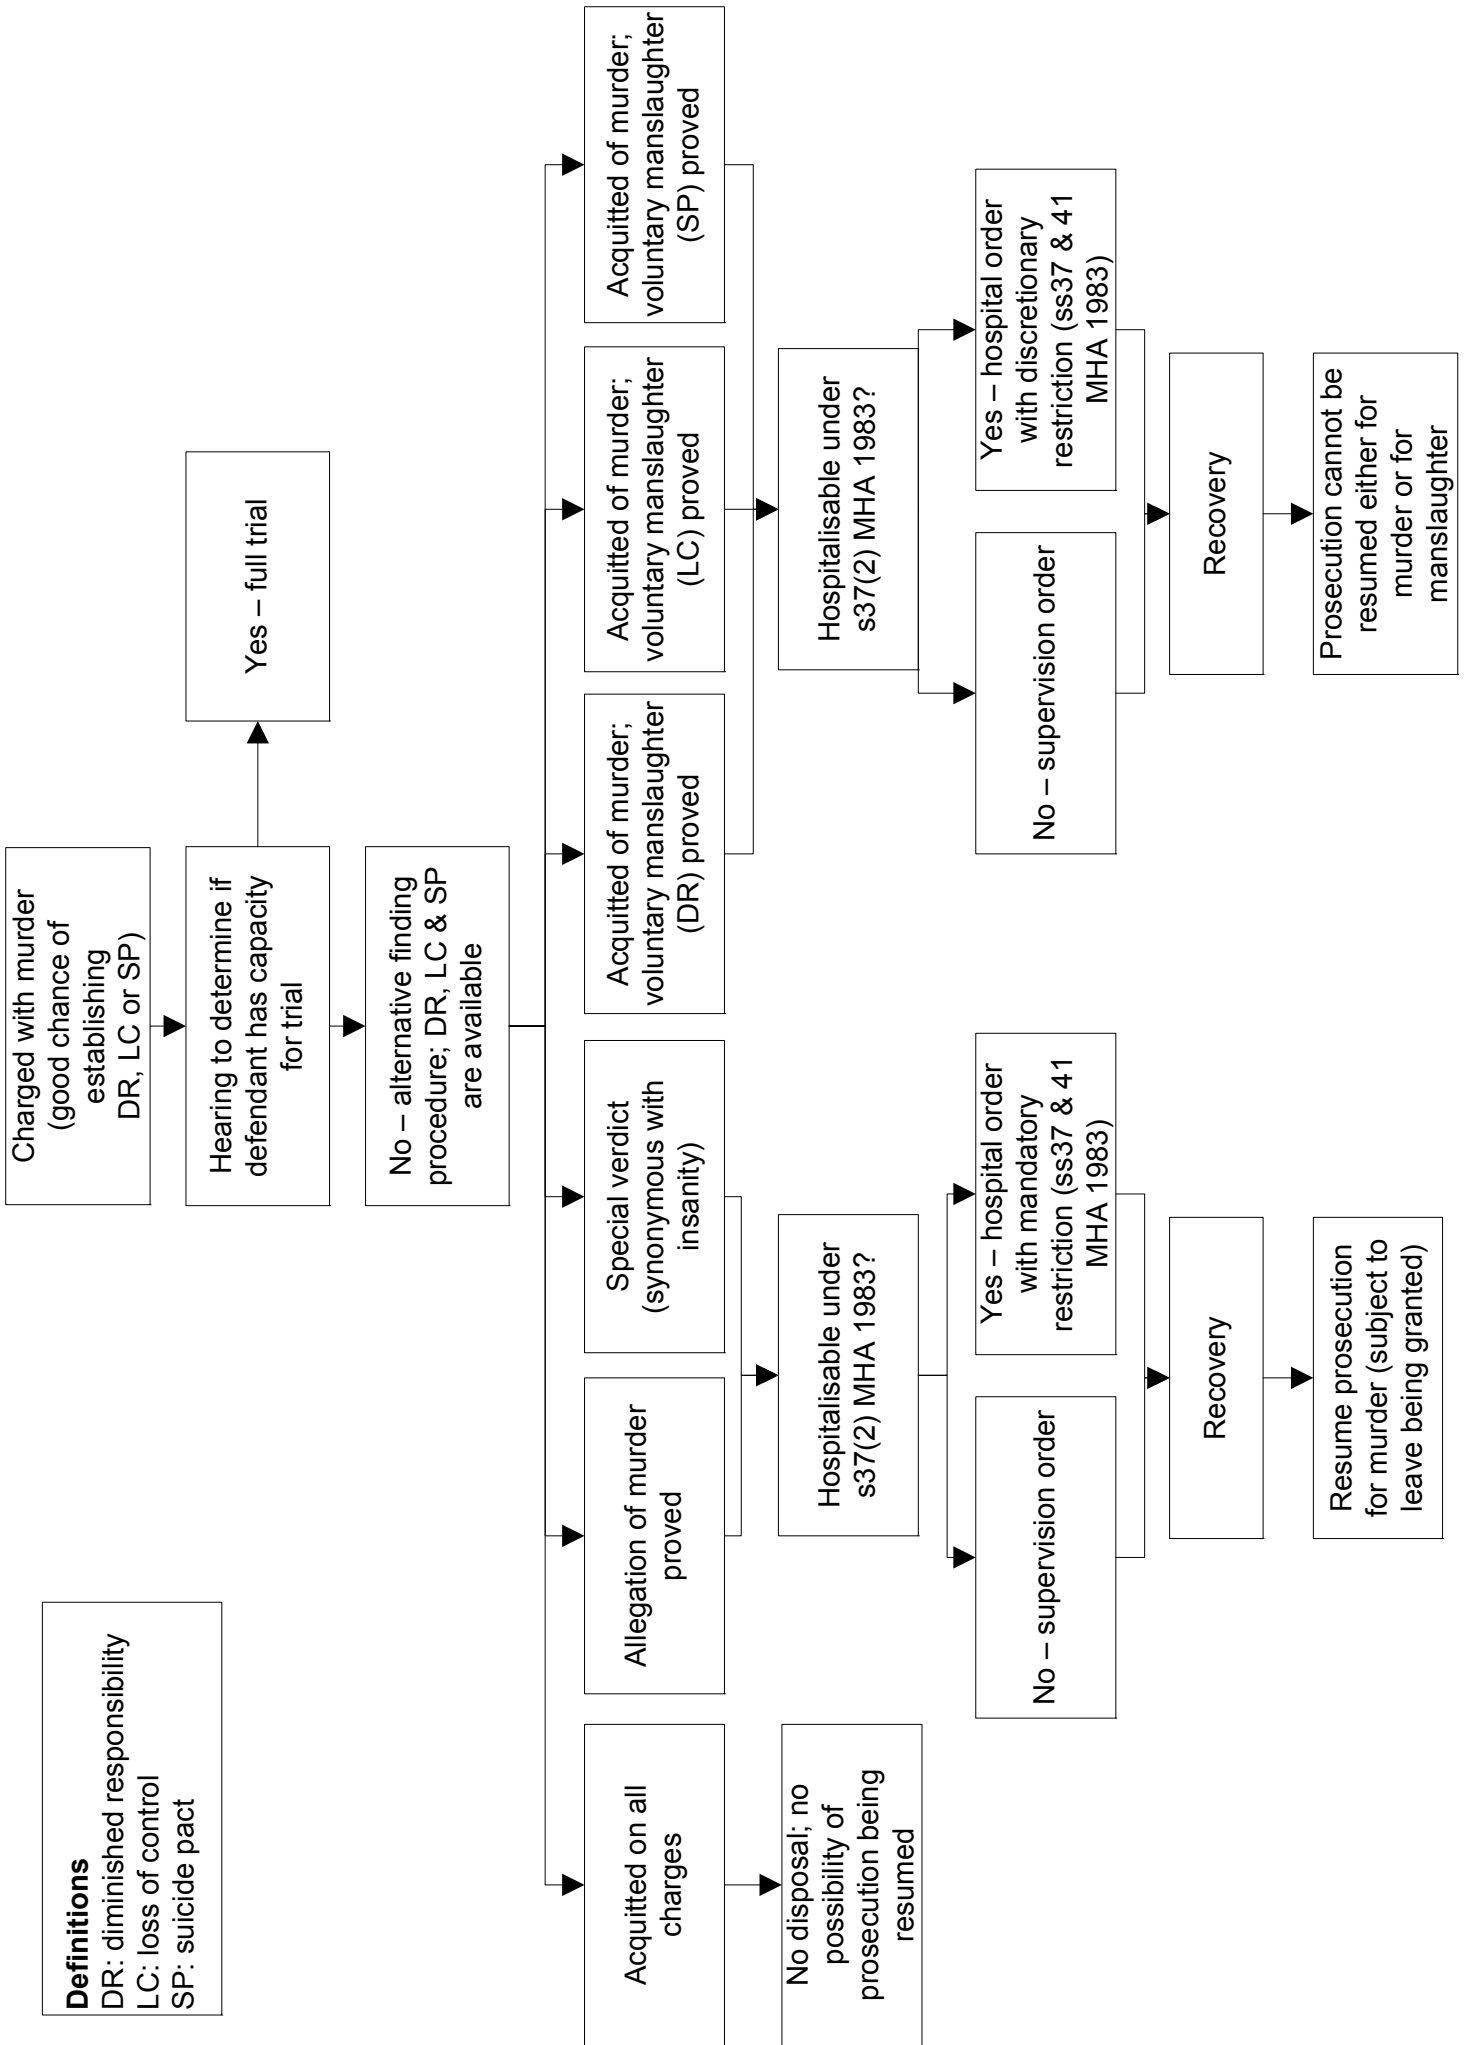 Definitions
DR: diminished responsibility
LC: loss of control
SP: suicide pact
Charged with murder
(good chance of
establishing
DR, LC or SP)
Hearing to determine if
defendant has capacity
for trial
Yes – full trial
No – alternative finding
procedure; DR, LC & SP
are available
Acquitted on all
charges
Allegation of murder
proved
Special verdict
(synonymous with
insanity)
Acquitted of murder;
voluntary manslaughter
(DR) proved
Acquitted of murder;
voluntary manslaughter
(LC) proved
Acquitted of murder;
voluntary manslaughter
(SP) proved
No disposal; no
possibility of
prosecution being
resumed
Hospitalisable under
s37(2) MHA 1983?
Hospitalisable under
s37(2) MHA 1983?
No – supervision order
Yes – hospital order
with mandatory
restriction (ss37 & 41
MHA 1983)
No – supervision order
Yes – hospital order
with discretionary
restriction (ss37 & 41
MHA 1983)
Recovery
Recovery
Resume prosecution
for murder (subject to
leave being granted)
Prosecution cannot be
resumed either for
murder or for
manslaughter